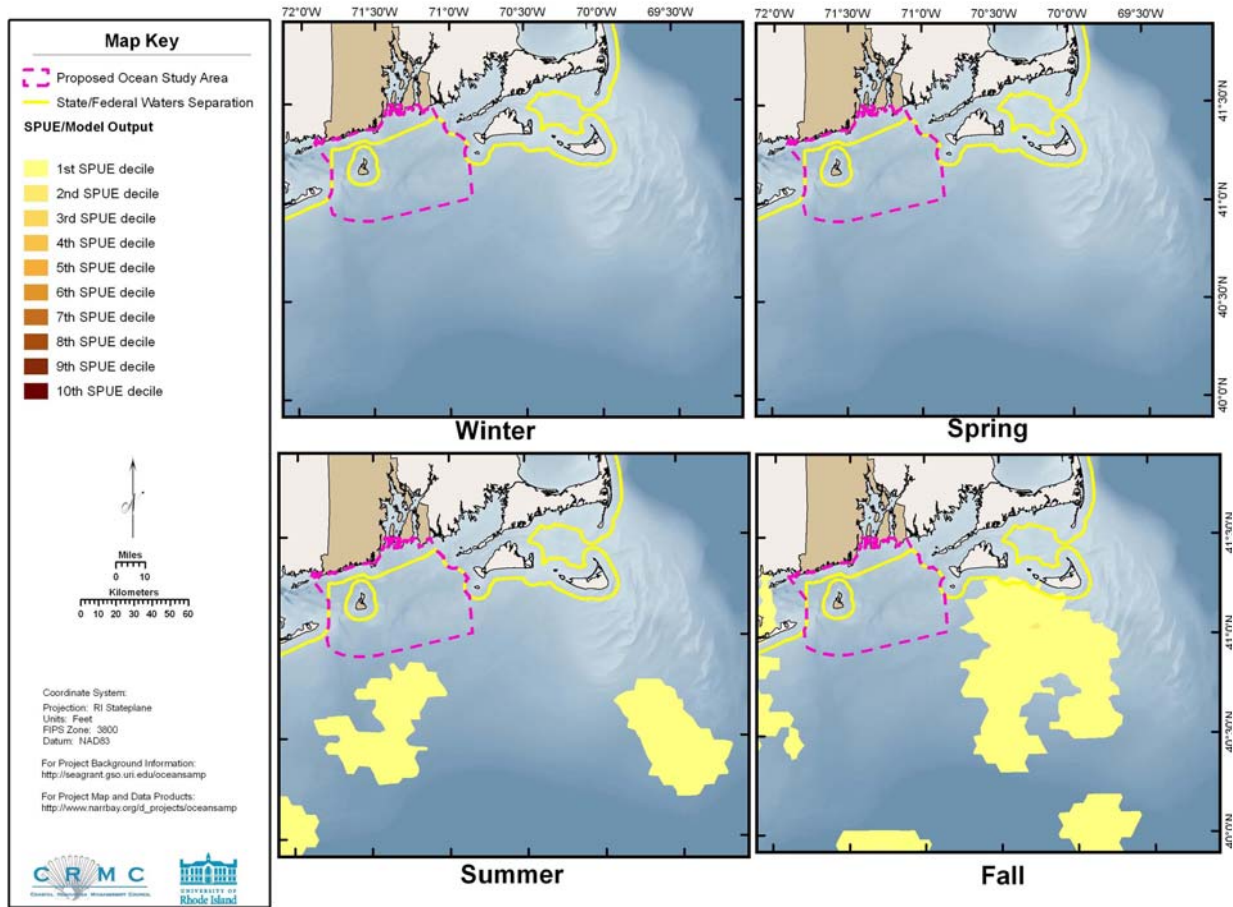 Map Key
Proposed Ocean Study Area
State/Federal Waters Separation
SPUE/Model Output
1st SPUE decile
2nd SPUE decile
3rd SPUE decile
4th SPUE decile
5th SPUE decile
6th SPUE decile
7th SPUE decile
8th SPUE decile
9th SPUE decile
10th SPUE decile
Miles
0 10
Kilometers
0 10 20 30 40 50 60
Coordinate System:
Projection: RI Stateplane
Units: Feet
FIPS Zone: 3800
Datum: NAD83
For Project Background Information:
http://seagrant.gso.uri.edu/oceansamp
For Project Map and Data Products:
http://www.narrbay.org/d_projects/oceansamp
CRMC
UNIVERSITY OF
Rhode Island
72°0'W 71°30'W 71°0'W 70°30'W 70°0'W 69°30'W
72°0'W 71°30'W 71°0'W 70°30'W 70°0'W 69°30'W
41°30'N
41°0'N
40°30'N
40°0'N
Winter
Spring
41°30'N
41°0'N
40°30'N
40°0'N
Summer
Fall